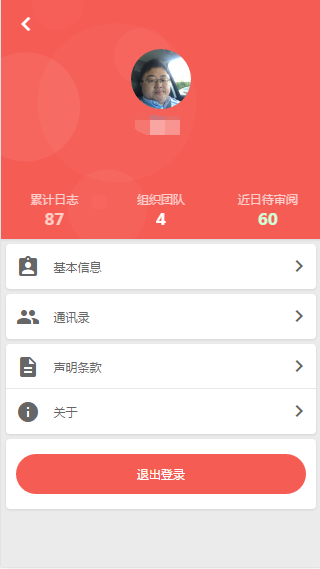 累计日志
组织团队
近日待审阅
87
4
60
基本信息
通讯录
声明条款
关于
退出登录